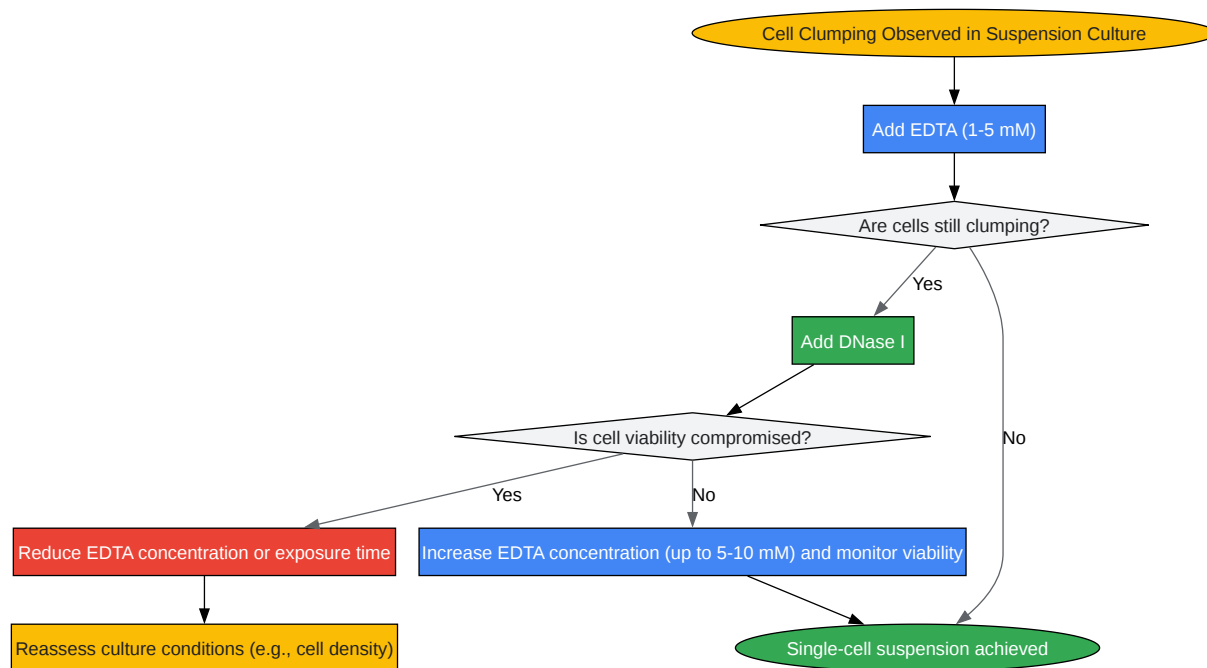 Cell Clumping Observed in Suspension Culture
Add EDTA (1-5 mM)
Are cells still clumping?
Yes
Add DNase I
Is cell viability compromised?
No
Yes
No
Reduce EDTA concentration or exposure time
Increase EDTA concentration (up to 5-10 mM) and monitor viability
Reassess culture conditions (e.g., cell density)
Single-cell suspension achieved